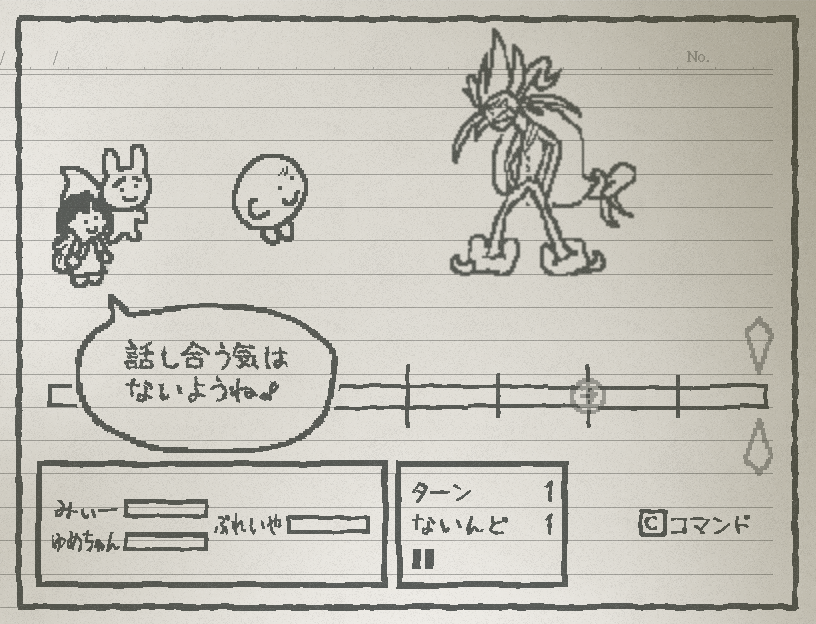 No.
話し合う気は
ないようね♪
みぃー
ゆめちゃん
ぷれいや
ターン 1
ないんど 1
C コマンド